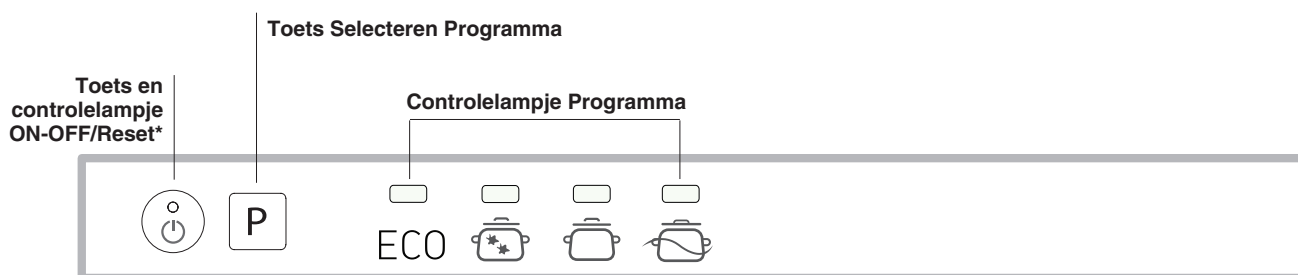 Toets Selecteren Programma
Toets en
controlelampje
ON-OFF/Reset*
Controlelampje Programma
P
ECO